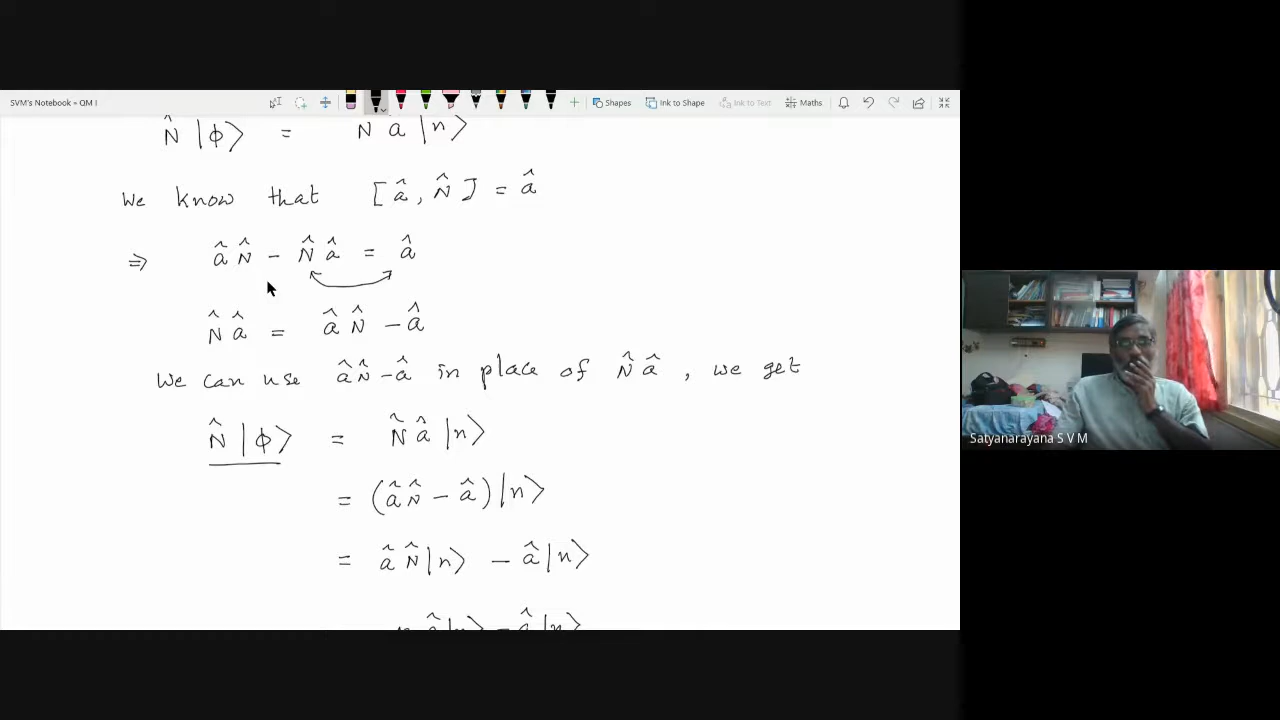 SVM's Notebook » QM I
Shapes Ink to Shape Ink to Text Maths
N̂ |ϕ⟩ = N a |n⟩
We know that [â, N̂] = â
⇒ â N̂ − N̂ â = â
N̂ â = â N̂ − â
We can use âN̂ − â in place of N̂ â , we get
N̂ |ϕ⟩ = Ñ â |n⟩
= (ã N̂ − â) |n⟩
= ã N̂ |n⟩ − â |n⟩
â |n⟩ − â |n⟩
Satyanarayana S V M